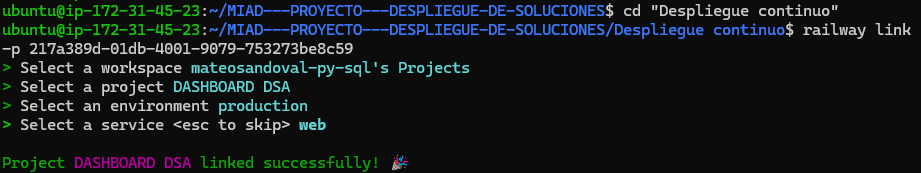 ubuntu@ip-172-31-45-23:~/MIAD---PROYECTO---DESPLIEGUE-DE-SOLUCIONES$ cd "Despliegue continuo"
ubuntu@ip-172-31-45-23:~/MIAD---PROYECTO---DESPLIEGUE-DE-SOLUCIONES/Despliegue continuo$ railway link
-p 217a389d-01db-4001-9079-753273be8c59
> Select a workspace mateosandoval-py-sql's Projects
> Select a project DASHBOARD DSA
> Select an environment production
> Select a service <esc to skip> web
Project DASHBOARD DSA linked successfully! 🎉